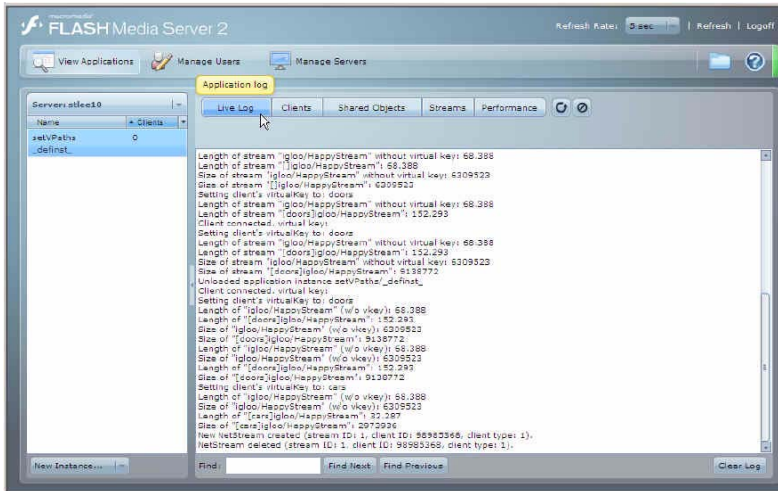 macromedia
FLASH Media Server 2
Refresh Rate: 5 sec | Refresh | Logoff
View Applications Manage Users Manage Servers
Application log
Server: stlee10
Live Log Clients Shared Objects Streams Performance
Name Clients
setVPaths 0
_definst_
Length of stream "igloo/HappyStream" without virtual key: 68.388
Length of stream "[]igloo/HappyStream": 68.388
Size of stream "igloo/HappyStream" without virtual key: 6309523
Size of stream "[]igloo/HappyStream": 6309523
Setting client's virtualKey to: doors
Length of stream "igloo/HappyStream" without virtual key: 68.388
Length of stream "[doors]igloo/HappyStream": 152.293
Client connected. virtual key:
Setting client's virtualKey to: doors
Length of stream "igloo/HappyStream" without virtual key: 68.388
Length of stream "[doors]igloo/HappyStream": 152.293
Size of stream "igloo/HappyStream" without virtual key: 6309523
Size of stream "[doors]igloo/HappyStream": 9138772
Unloaded application instance setVPaths/_definst_
Client connected. virtual key:
Setting client's virtualKey to: doors
Length of "igloo/HappyStream" (w/o vkey): 68.388
Length of "[doors]igloo/HappyStream": 152.293
Size of "igloo/HappyStream" (w/o vkey): 6309523
Size of "[doors]igloo/HappyStream": 9138772
Length of "igloo/HappyStream" (w/o vkey): 68.388
Size of "igloo/HappyStream" (w/o vkey): 6309523
Length of "[doors]igloo/HappyStream": 152.293
Size of "[doors]igloo/HappyStream": 9138772
Setting client's virtualKey to: cars
Length of "igloo/HappyStream" (w/o vkey): 68.388
Size of "igloo/HappyStream" (w/o vkey): 6309523
Length of "[cars]igloo/HappyStream": 32.287
Size of "[cars]igloo/HappyStream": 2972936
New NetStream created (stream ID: 1, client ID: 98985368, client type: 1).
NetStream deleted (stream ID: 1, client ID: 98985368, client type: 1).
New Instance... Find: Find Next Find Previous Clear Log